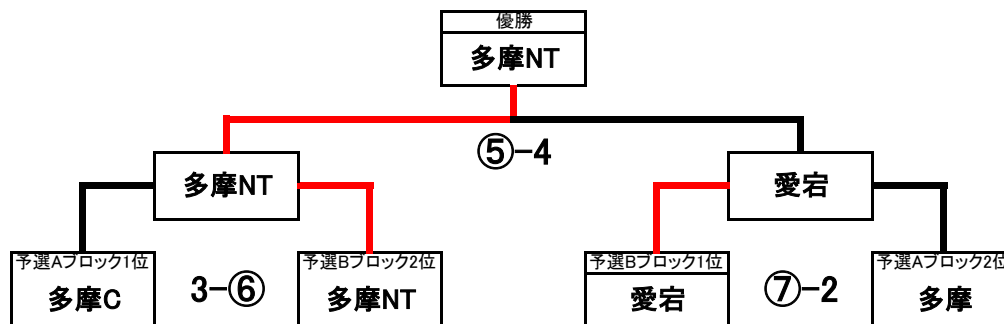 優勝
多摩NT
⑤-4
多摩NT
愛宕
予選Aブロック1位
多摩C
3-⑥
予選Bブロック2位
多摩NT
予選Bブロック1位
愛宕
⑦-2
予選Aブロック2位
多摩